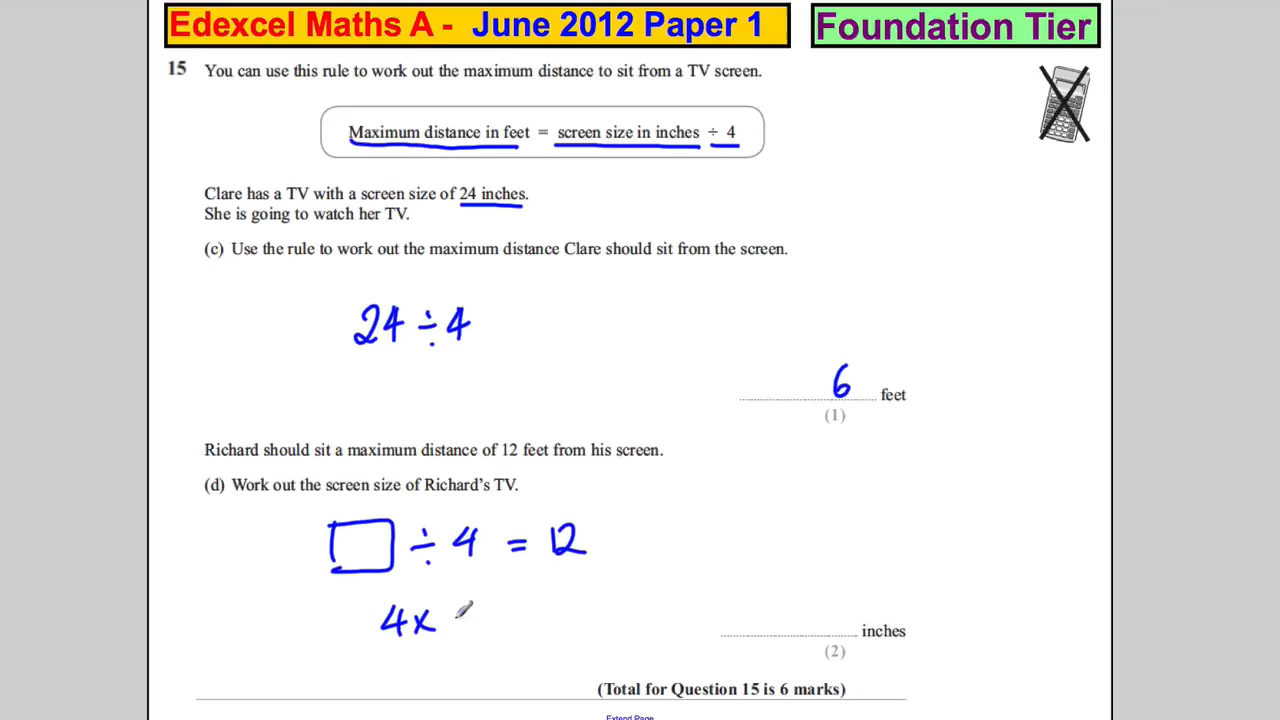 Edexcel Maths A - June 2012 Paper 1 Foundation Tier
15 You can use this rule to work out the maximum distance to sit from a TV screen.
Maximum distance in feet = screen size in inches ÷ 4
Clare has a TV with a screen size of 24 inches.
She is going to watch her TV.
(c) Use the rule to work out the maximum distance Clare should sit from the screen.
24 ÷ 4
6 feet
(1)
Richard should sit a maximum distance of 12 feet from his screen.
(d) Work out the screen size of Richard's TV.
÷ 4 = 12
4x
inches
(2)
(Total for Question 15 is 6 marks)
Extend Page